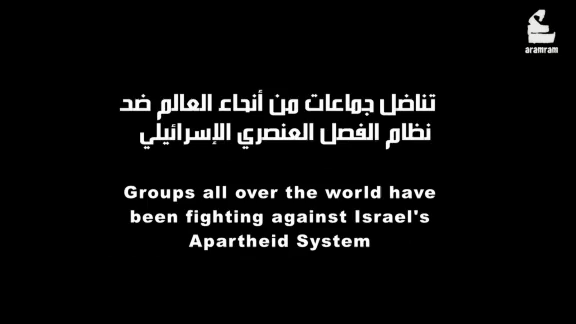 aramram
تناضل جماعات من أنحاء العالم ضد
نظام الفصل العنصري الإسرائيلي
Groups all over the world have
been fighting against Israel's
Apartheid System